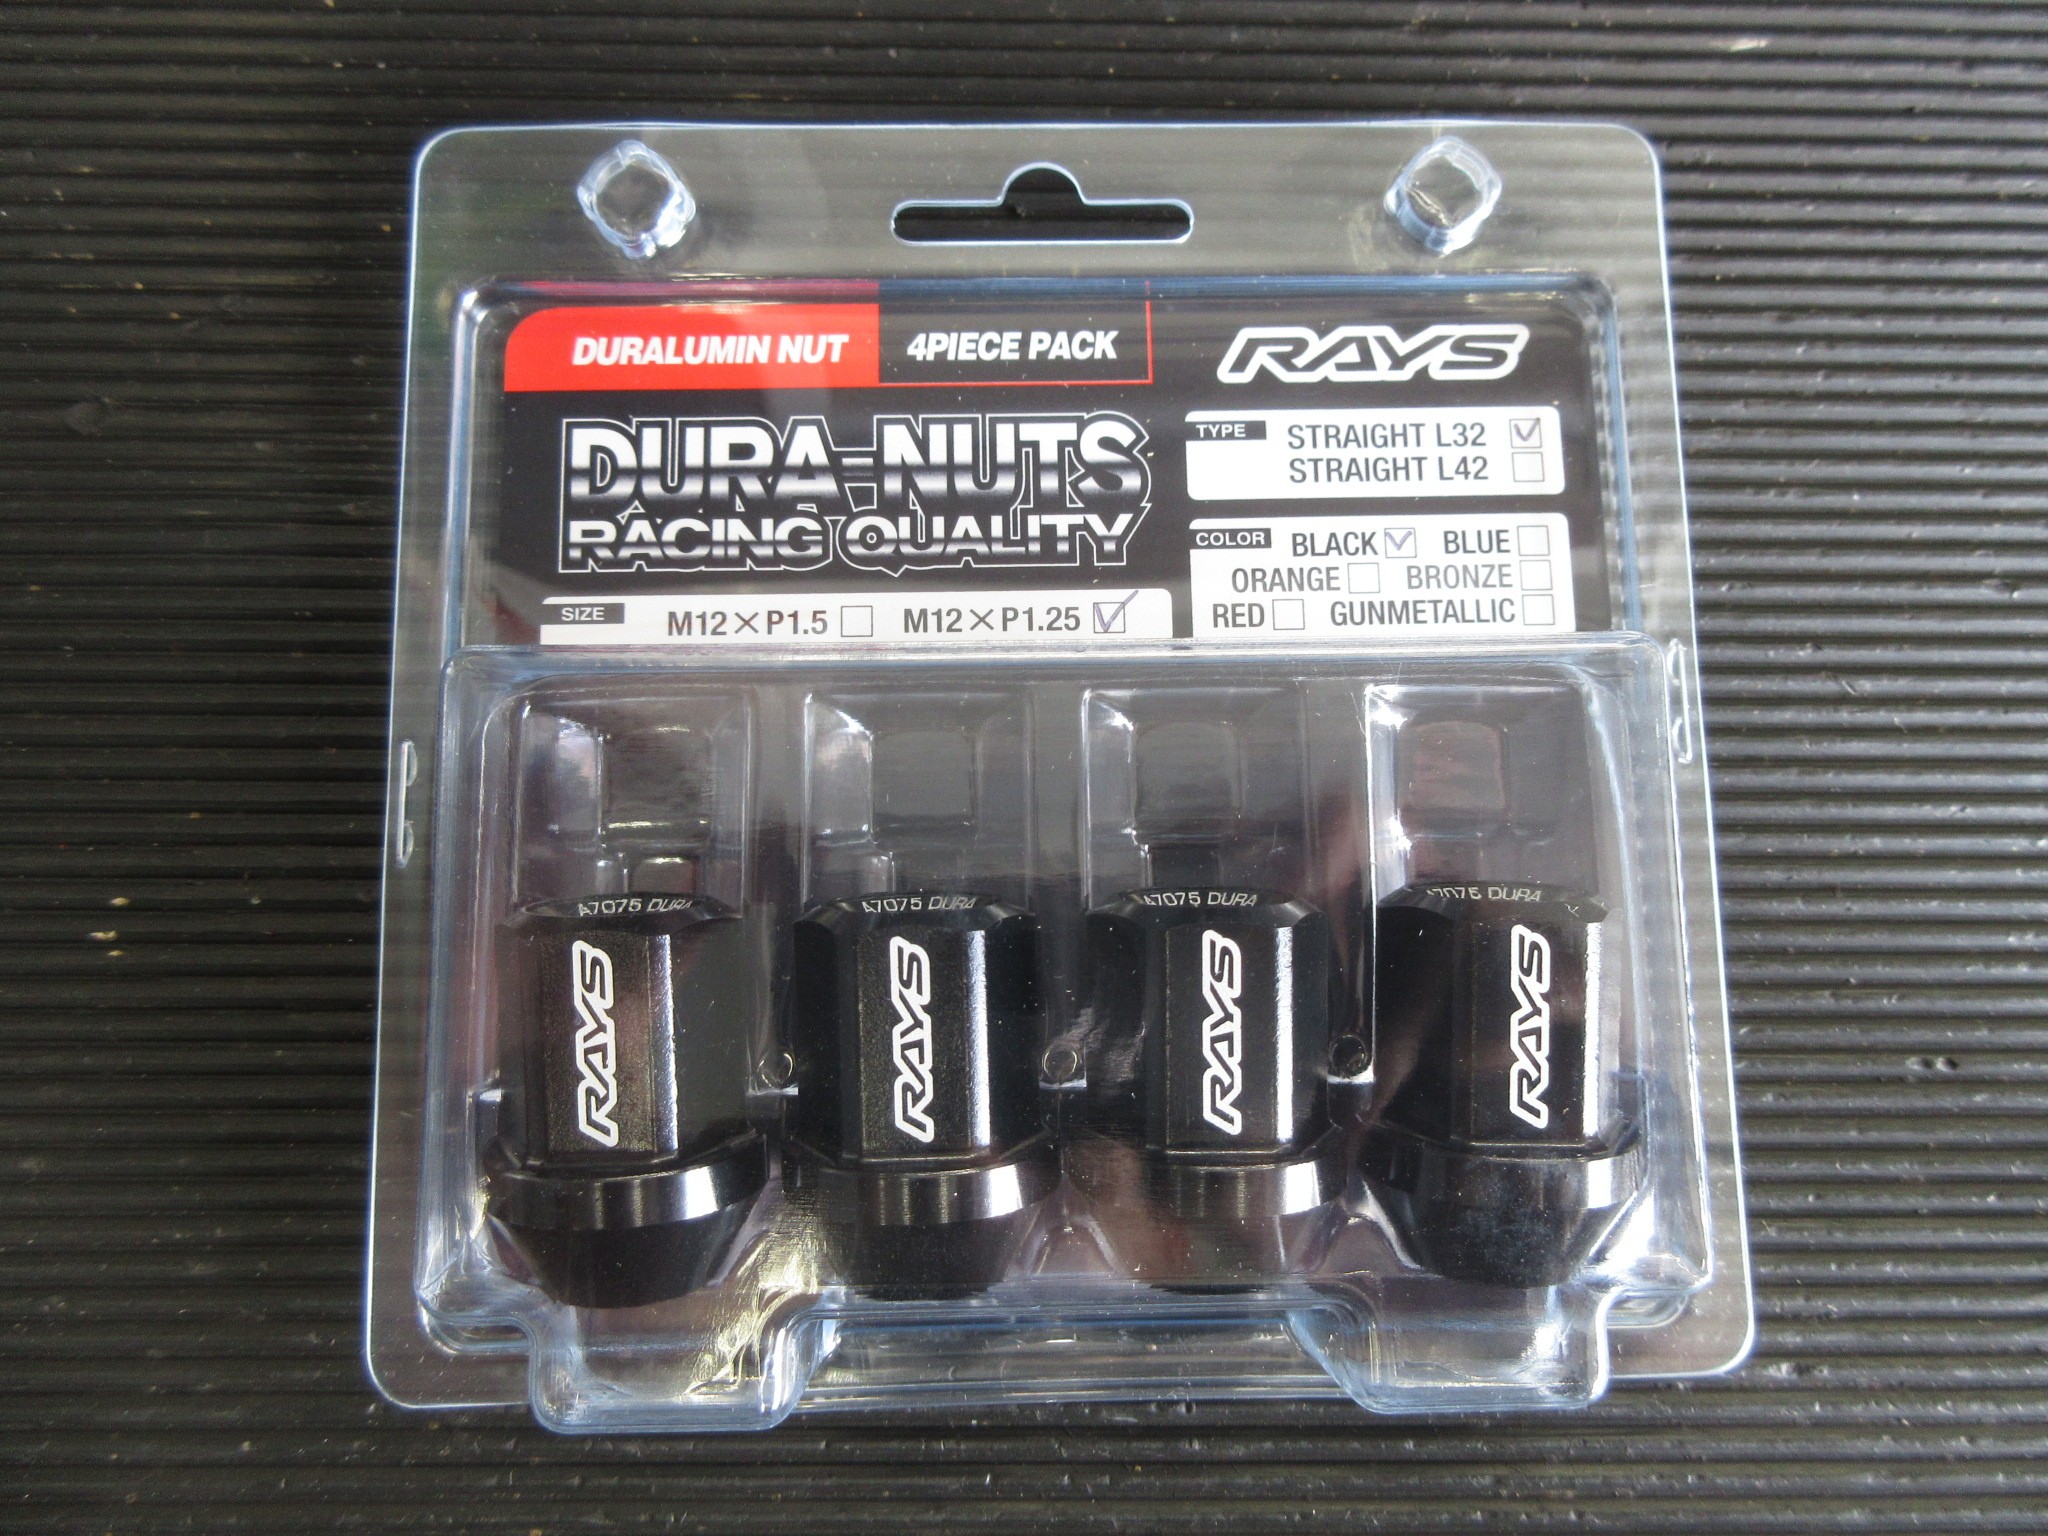 DURALUMIN NUT 4PIECE PACK
RAYS
DURA-NUTS
RACING QUALITY
TYPE STRAIGHT L32
STRAIGHT L42
COLOR BLACK BLUE
ORANGE BRONZE
RED GUNMETALLIC
SIZE M12×P1.5 M12×P1.25
A7075 DURA
A7075 DURA
A7075 DURA
A7075 DURA
RAYS
RAYS
RAYS
RAYS